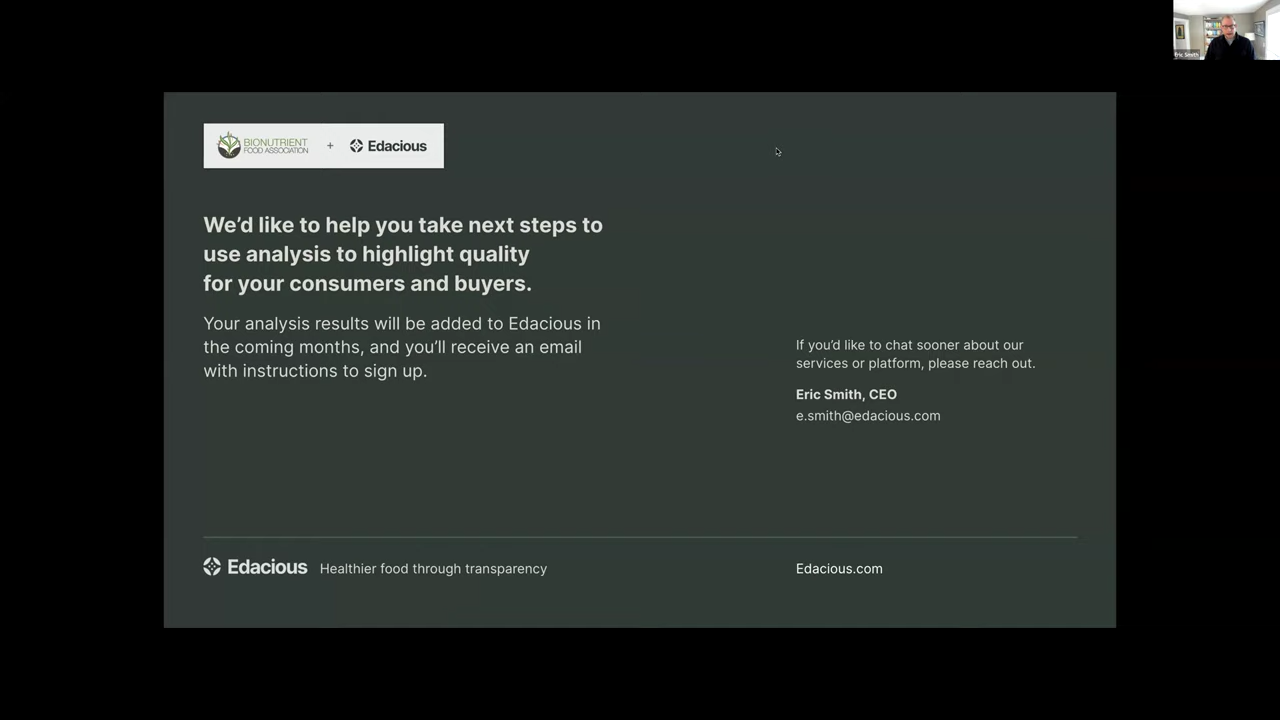 Eric Smith
BIONUTRIENT
FOOD ASSOCIATION
+
Edacious
We’d like to help you take next steps to
use analysis to highlight quality
for your consumers and buyers.
Your analysis results will be added to Edacious in
the coming months, and you’ll receive an email
with instructions to sign up.
If you’d like to chat sooner about our
services or platform, please reach out.
Eric Smith, CEO
e.smith@edacious.com
Edacious Healthier food through transparency
Edacious.com